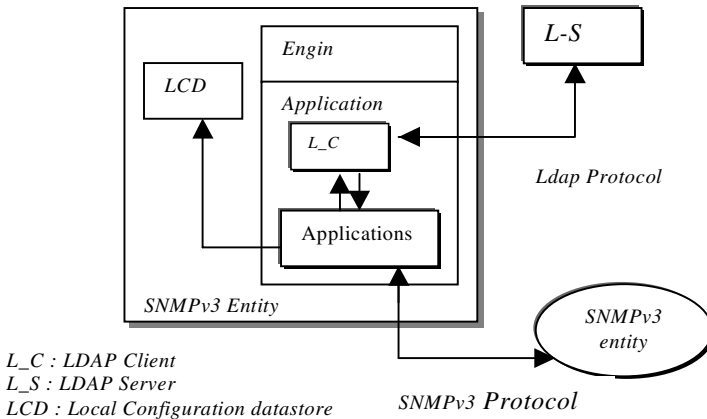 Engin
L-S
LCD
Application
L_C
Ldap Protocol
Applications
SNMPv3 Entity
SNMPv3
entity
L_C : LDAP Client
L_S : LDAP Server
LCD : Local Configuration datastore
SNMPv3 Protocol